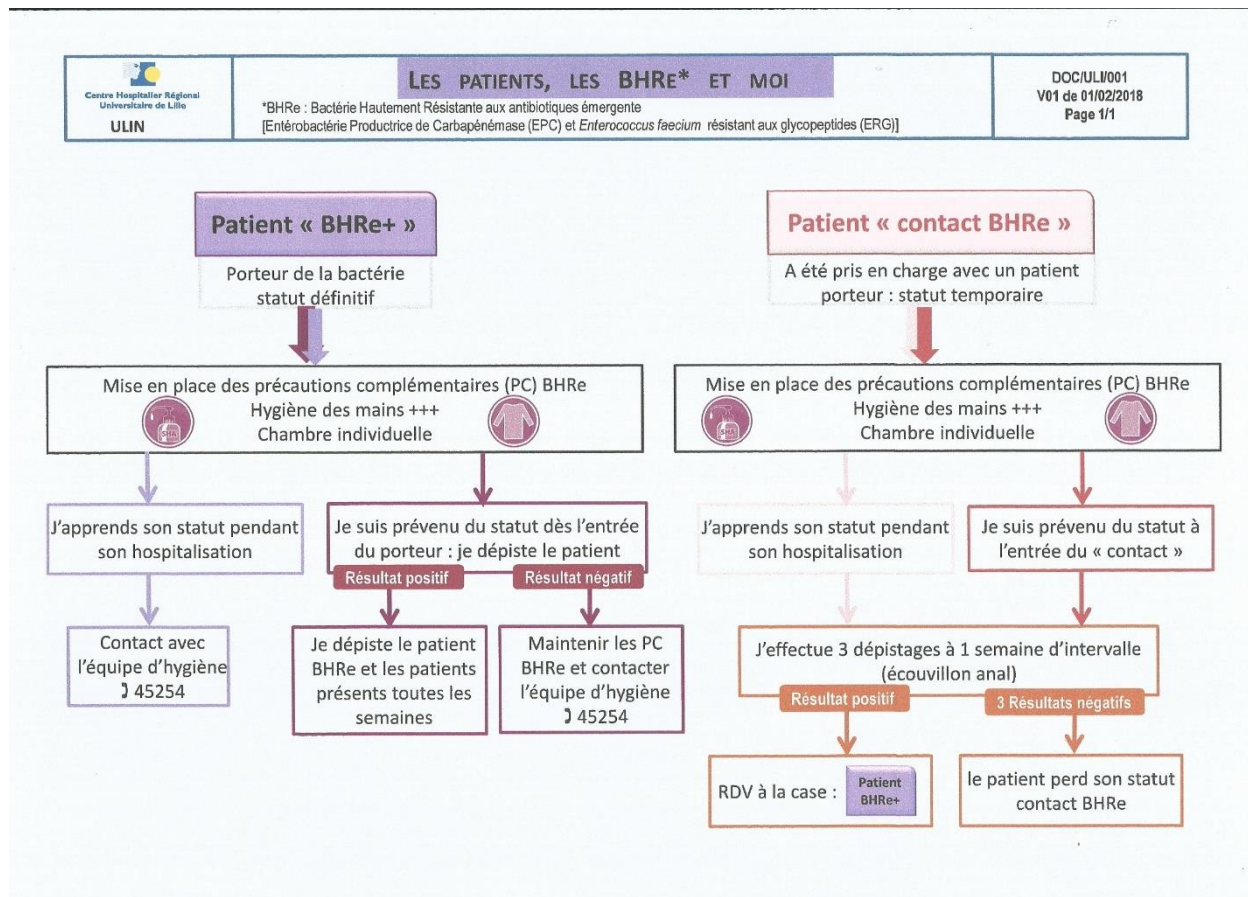 Centre Hospitalier Régional
Universitaire de Lille
ULIN
LES PATIENTS, LES BHRE* ET MOI
*BHRe : Bactérie Hautement Résistante aux antibiotiques émergente
[Entérobactérie Productrice de Carbapénémase (EPC) et Enterococcus faecium résistant aux glycopeptides (ERG)]
DOC/ULI/001
V01 de 01/02/2018
Page 1/1
Patient « BHRe+ »
Porteur de la bactérie
statut définitif
Mise en place des précautions complémentaires (PC) BHRe
Hygiène des mains +++
Chambre individuelle
SHA
J'apprends son statut pendant
son hospitalisation
Contact avec
l'équipe d'hygiène
45254
Je suis prévenu du statut dès l'entrée
du porteur : je dépiste le patient
Résultat positif
Résultat négatif
Je dépiste le patient
BHRe et les patients
présents toutes les
semaines
Maintenir les PC
BHRe et contacter
l'équipe d'hygiène
45254
Patient « contact BHRe »
A été pris en charge avec un patient
porteur : statut temporaire
Mise en place des précautions complémentaires (PC) BHRe
Hygiène des mains +++
Chambre individuelle
SHA
J'apprends son statut pendant
son hospitalisation
Je suis prévenu du statut à
l'entrée du « contact »
J'effectue 3 dépistages à 1 semaine d'intervalle
(écouvillon anal)
Résultat positif
3 Résultats négatifs
RDV à la case :
Patient
BHRe+
le patient perd son statut
contact BHRe